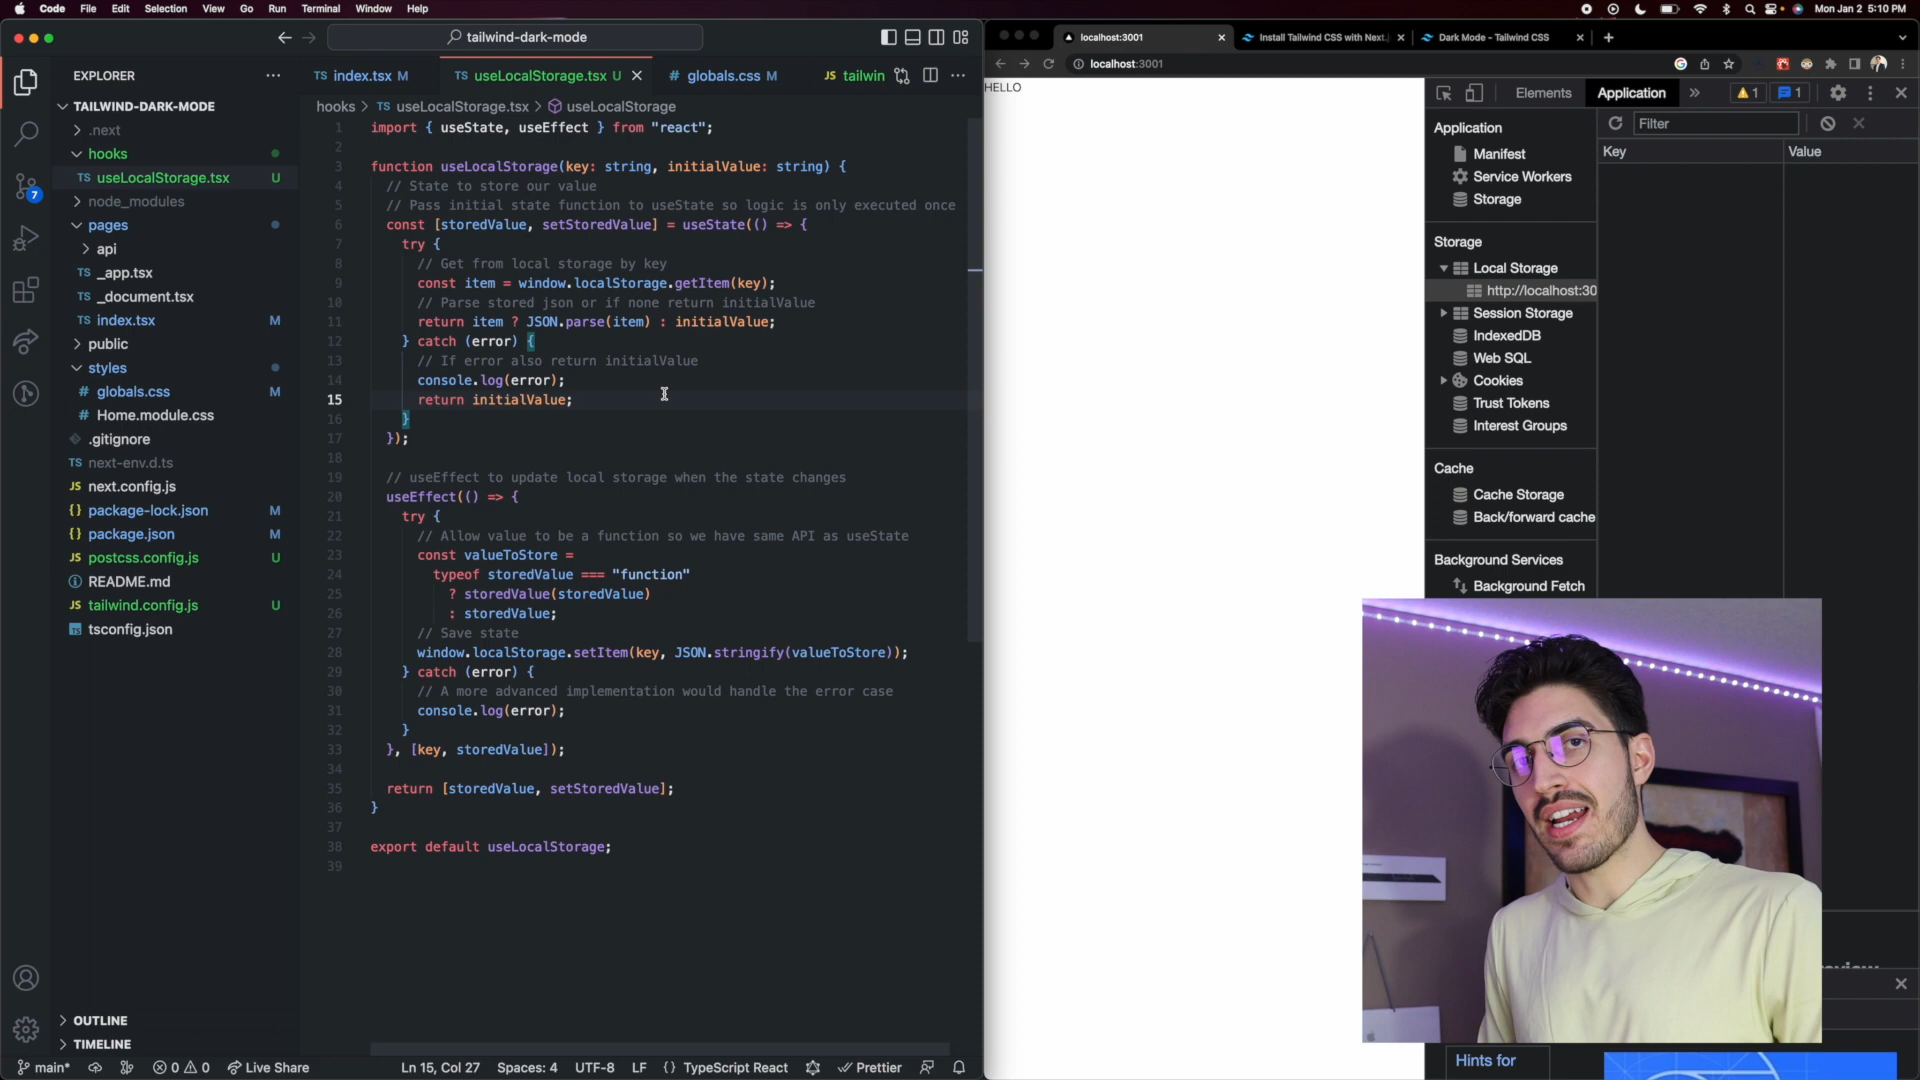 Code File Edit Selection View Go Run Terminal Window Help
Mon Jan 2 5:10 PM
tailwind-dark-mode
EXPLORER
TAILWIND-DARK-MODE
.next
hooks
TS useLocalStorage.tsx U
node_modules
pages
api
TS _app.tsx
TS _document.tsx
TS index.tsx M
public
styles
# globals.css M
# Home.module.css
.gitignore
TS next-env.d.ts
JS next.config.js
{} package-lock.json M
{} package.json M
JS postcss.config.js U
README.md
JS tailwind.config.js U
tsconfig.json
OUTLINE
TIMELINE
7
TS index.tsx M TS useLocalStorage.tsx U # globals.css M JS tailwin
hooks > TS useLocalStorage.tsx > useLocalStorage
1 import { useState, useEffect } from "react";
2
3 function useLocalStorage(key: string, initialValue: string) {
4 // State to store our value
5 // Pass initial state function to useState so logic is only executed once
6 const [storedValue, setStoredValue] = useState(() => {
7 try {
8 // Get from local storage by key
9 const item = window.localStorage.getItem(key);
10 // Parse stored json or if none return initialValue
11 return item ? JSON.parse(item) : initialValue;
12 } catch (error) {
13 // If error also return initialValue
14 console.log(error);
15 return initialValue;
16 }
17 });
18
19 // useEffect to update local storage when the state changes
20 useEffect(() => {
21 try {
22 // Allow value to be a function so we have same API as useState
23 const valueToStore =
24 typeof storedValue === "function"
25 ? storedValue(storedValue)
26 : storedValue;
27 // Save state
28 window.localStorage.setItem(key, JSON.stringify(valueToStore));
29 } catch (error) {
30 // A more advanced implementation would handle the error case
31 console.log(error);
32 }
33 }, [key, storedValue]);
34
35 return [storedValue, setStoredValue];
36 }
37
38 export default useLocalStorage;
39
main* 0 0 Live Share Ln 15, Col 27 Spaces: 4 UTF-8 LF {} TypeScript React Prettier
localhost:3001 Install Tailwind CSS with Next. Dark Mode - Tailwind CSS
localhost:3001
HELLO
Elements Application 1 1
Filter
Key Value
Application
Manifest
Service Workers
Storage
Storage
Local Storage
http://localhost:30
Session Storage
IndexedDB
Web SQL
Cookies
Trust Tokens
Interest Groups
Cache
Cache Storage
Back/forward cache
Background Services
Background Fetch
Hints for